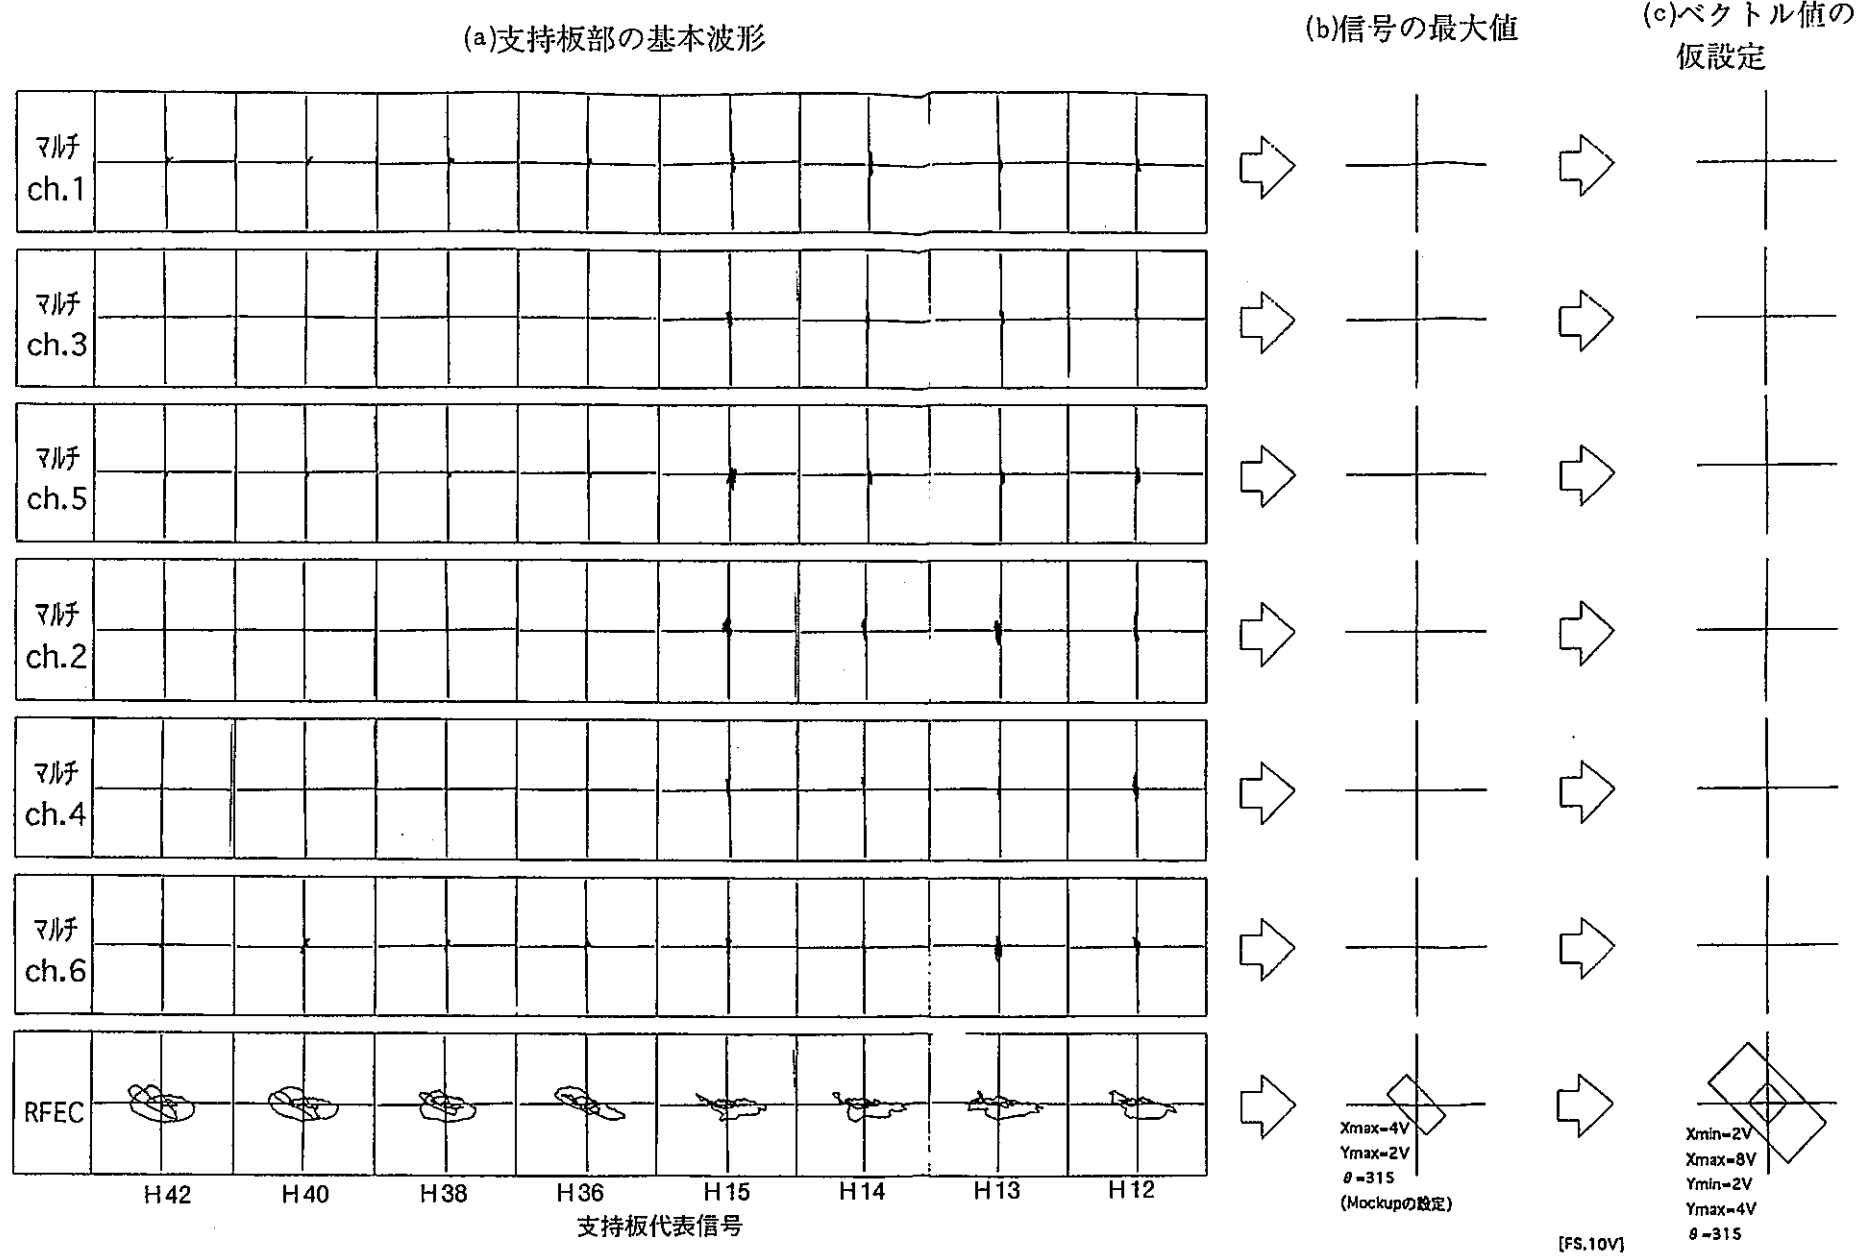 (a)支持板部の基本波形
(b)信号の最大値
(c)ベクトル値の
仮設定
マルチ
ch.1
マルチ
ch.3
マルチ
ch.5
マルチ
ch.2
マルチ
ch.4
マルチ
ch.6
RFEC
H42
H40
H38
H36
H15
H14
H13
H12
支持板代表信号
Xmax=4V
Ymax=2V
θ=315
(Mockupの設定)
Xmin=2V
Xmax=8V
Ymin=2V
Ymax=4V
θ=315
[FS.10V]